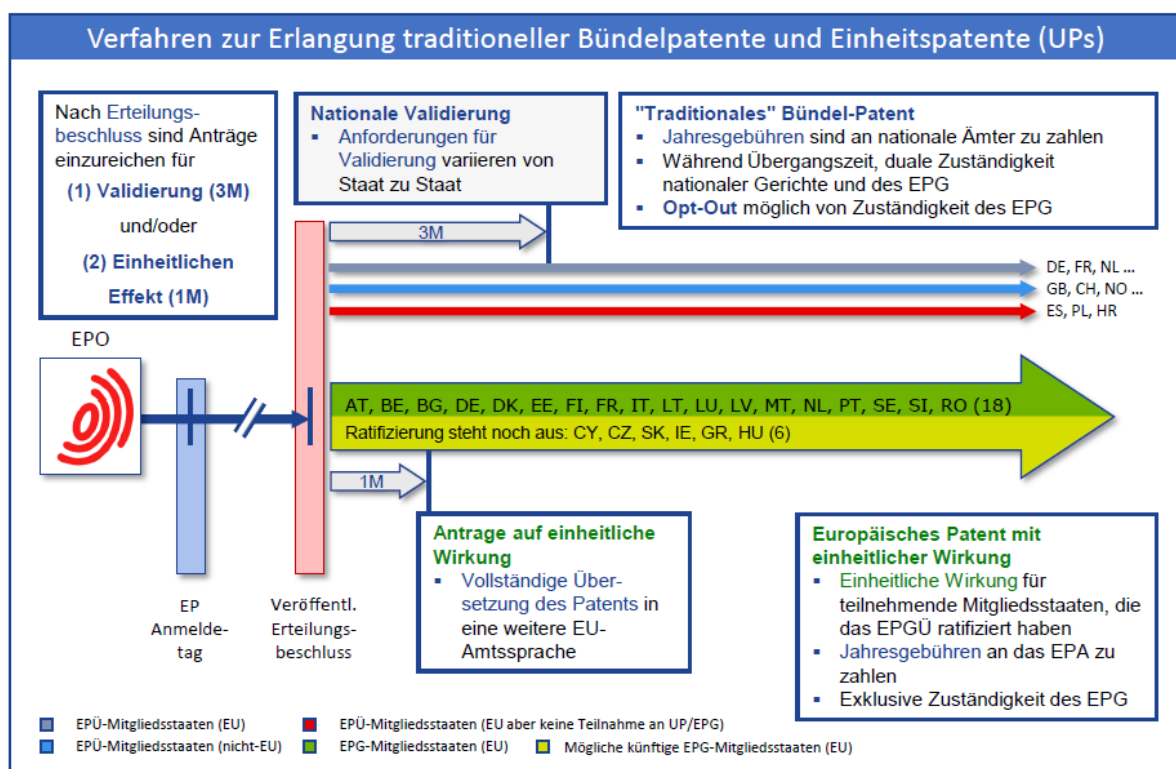 Verfahren zur Erlangung traditioneller Bündelpatente und Einheitspatente (UPs)
Nach Erteilungs-
beschluss sind Anträge
einzureichen für
(1) Validierung (3M)
und/oder
(2) Einheitlichen
Effekt (1M)
Nationale Validierung
▪ Anforderungen für
Validierung variieren von
Staat zu Staat
"Traditionales" Bündel-Patent
▪ Jahresgebühren sind an nationale Ämter zu zahlen
▪ Während Übergangszeit, duale Zuständigkeit
nationaler Gerichte und des EPG
▪ Opt-Out möglich von Zuständigkeit des EPG
3M
DE, FR, NL ...
GB, CH, NO ...
ES, PL, HR
EPO
AT, BE, BG, DE, DK, EE, FI, FR, IT, LT, LU, LV, MT, NL, PT, SE, SI, RO (18)
Ratifizierung steht noch aus: CY, CZ, SK, IE, GR, HU (6)
1M
EP
Anmelde-
tag
Veröffentl.
Erteilungs-
beschluss
Antrage auf einheitliche
Wirkung
▪ Vollständige Über-
setzung des Patents in
eine weitere EU-
Amtssprache
Europäisches Patent mit
einheitlicher Wirkung
▪ Einheitliche Wirkung für
teilnehmende Mitgliedsstaaten, die
das EPGÜ ratifiziert haben
▪ Jahresgebühren an das EPA zu
zahlen
▪ Exklusive Zuständigkeit des EPG
EPÜ-Mitgliedsstaaten (EU)
EPÜ-Mitgliedsstaaten (EU aber keine Teilnahme an UP/EPG)
EPÜ-Mitgliedsstaaten (nicht-EU)
EPG-Mitgliedsstaaten (EU)
Mögliche künftige EPG-Mitgliedsstaaten (EU)